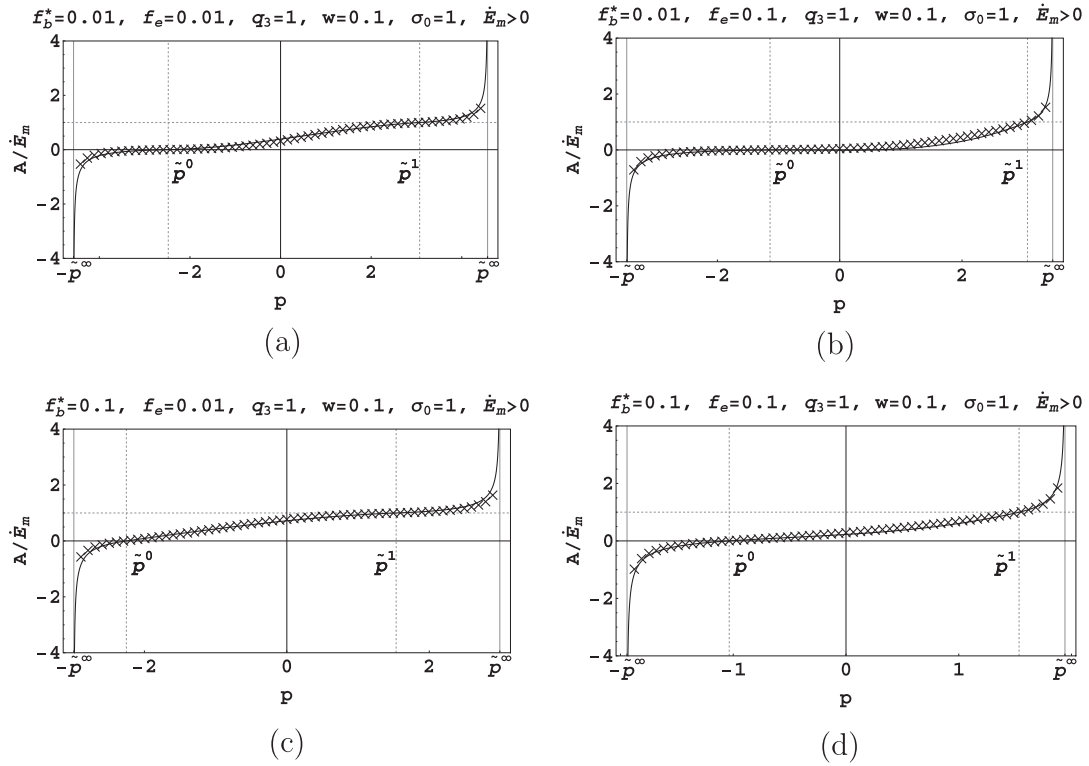 f*b=0.01, fe=0.01, q3=1, w=0.1, σ0=1, Ėm>0
4
2
A/Ėm
0
-2
-4
p̃⁰
p̃¹
-p̃∞
-2
0
2
p̃∞
p
(a)
f*b=0.01, fe=0.1, q3=1, w=0.1, σ0=1, Ėm>0
4
2
A/Ėm
0
-2
-4
p̃⁰
p̃¹
-p̃∞
-2
0
2
p̃∞
p
(b)
f*b=0.1, fe=0.01, q3=1, w=0.1, σ0=1, Ėm>0
4
2
A/Ėm
0
-2
-4
p̃⁰
p̃¹
-p̃∞
-2
0
2
p̃∞
p
(c)
f*b=0.1, fe=0.1, q3=1, w=0.1, σ0=1, Ėm>0
4
2
A/Ėm
0
-2
-4
p̃⁰
p̃¹
-p̃∞
-1
0
1
p̃∞
p
(d)